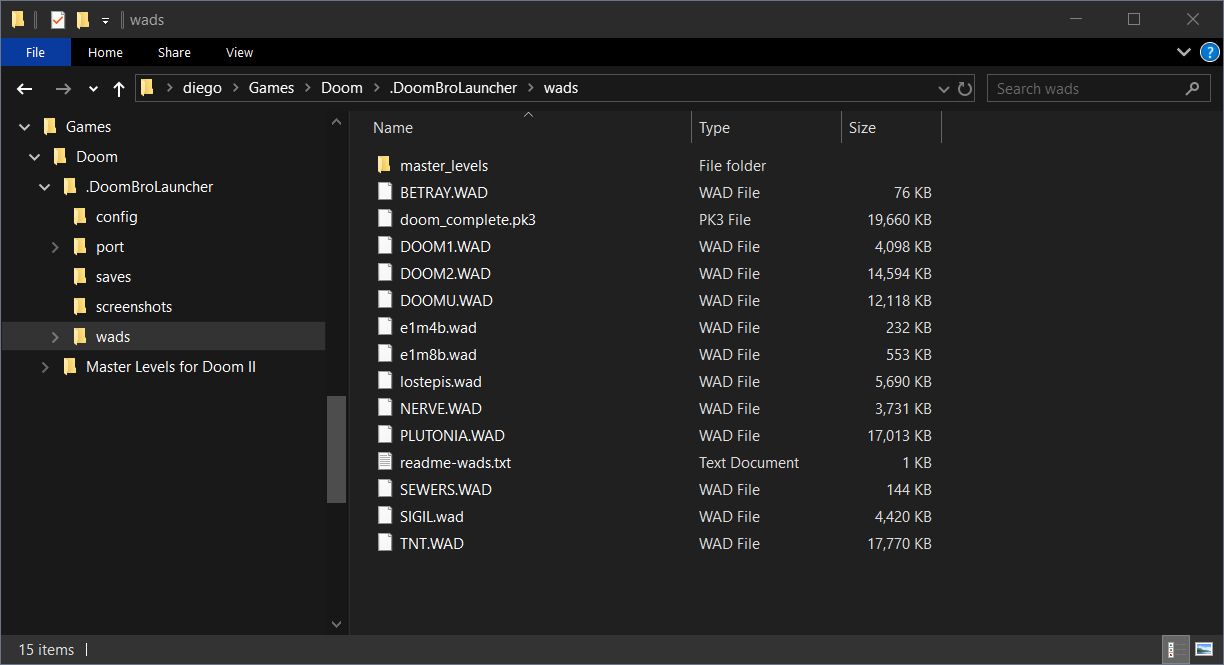 wads
File Home Share View
?
diego Games Doom .DoomBroLauncher wads
Search wads
Games
Doom
.DoomBroLauncher
config
port
saves
screenshots
wads
Master Levels for Doom II
Name Type Size
master_levels File folder
BETRAY.WAD WAD File 76 KB
doom_complete.pk3 PK3 File 19,660 KB
DOOM1.WAD WAD File 4,098 KB
DOOM2.WAD WAD File 14,594 KB
DOOMU.WAD WAD File 12,118 KB
e1m4b.wad WAD File 232 KB
e1m8b.wad WAD File 553 KB
lostepis.wad WAD File 5,690 KB
NERVE.WAD WAD File 3,731 KB
PLUTONIA.WAD WAD File 17,013 KB
readme-wads.txt Text Document 1 KB
SEWERS.WAD WAD File 144 KB
SIGIL.wad WAD File 4,420 KB
TNT.WAD WAD File 17,770 KB
15 items